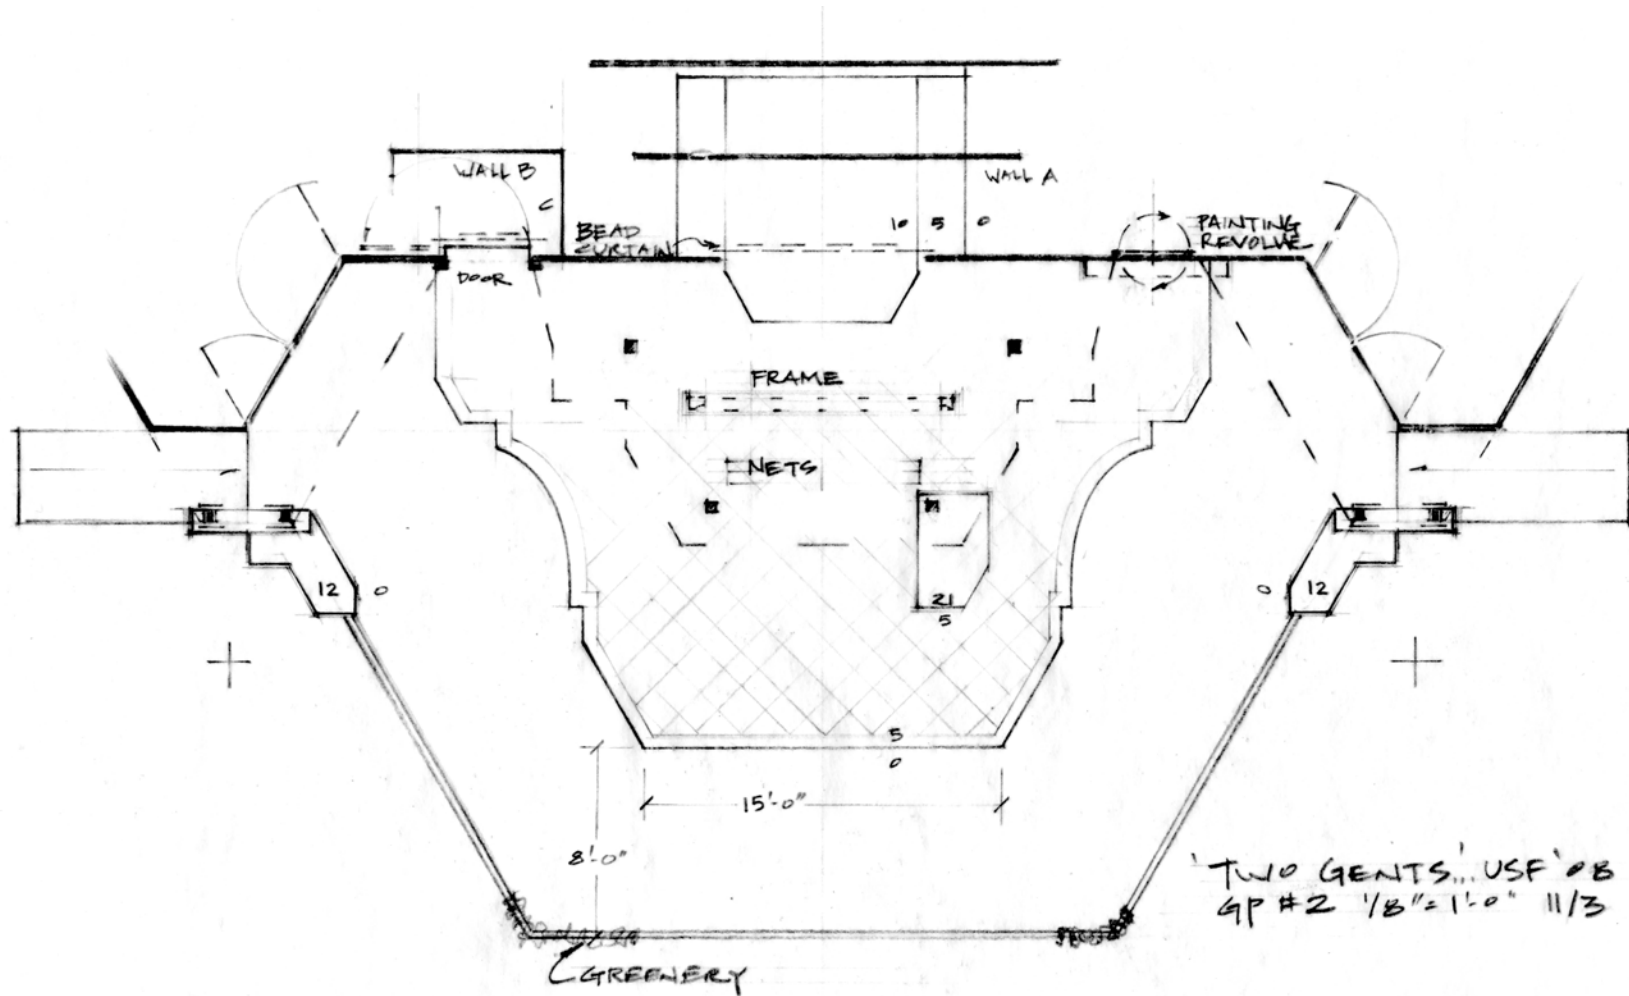 WALL B
C
WALL A
BEAD
CURTAIN
10 5 0
PAINTING
REVOLVE
DOOR
FRAME
NETS
12 0
21
5
0 12
5
0
15'-0"
8'-0"
'TWO GENTS...' USF '08
GP #2 1/8"=1'-0" 11/3
GREENERY